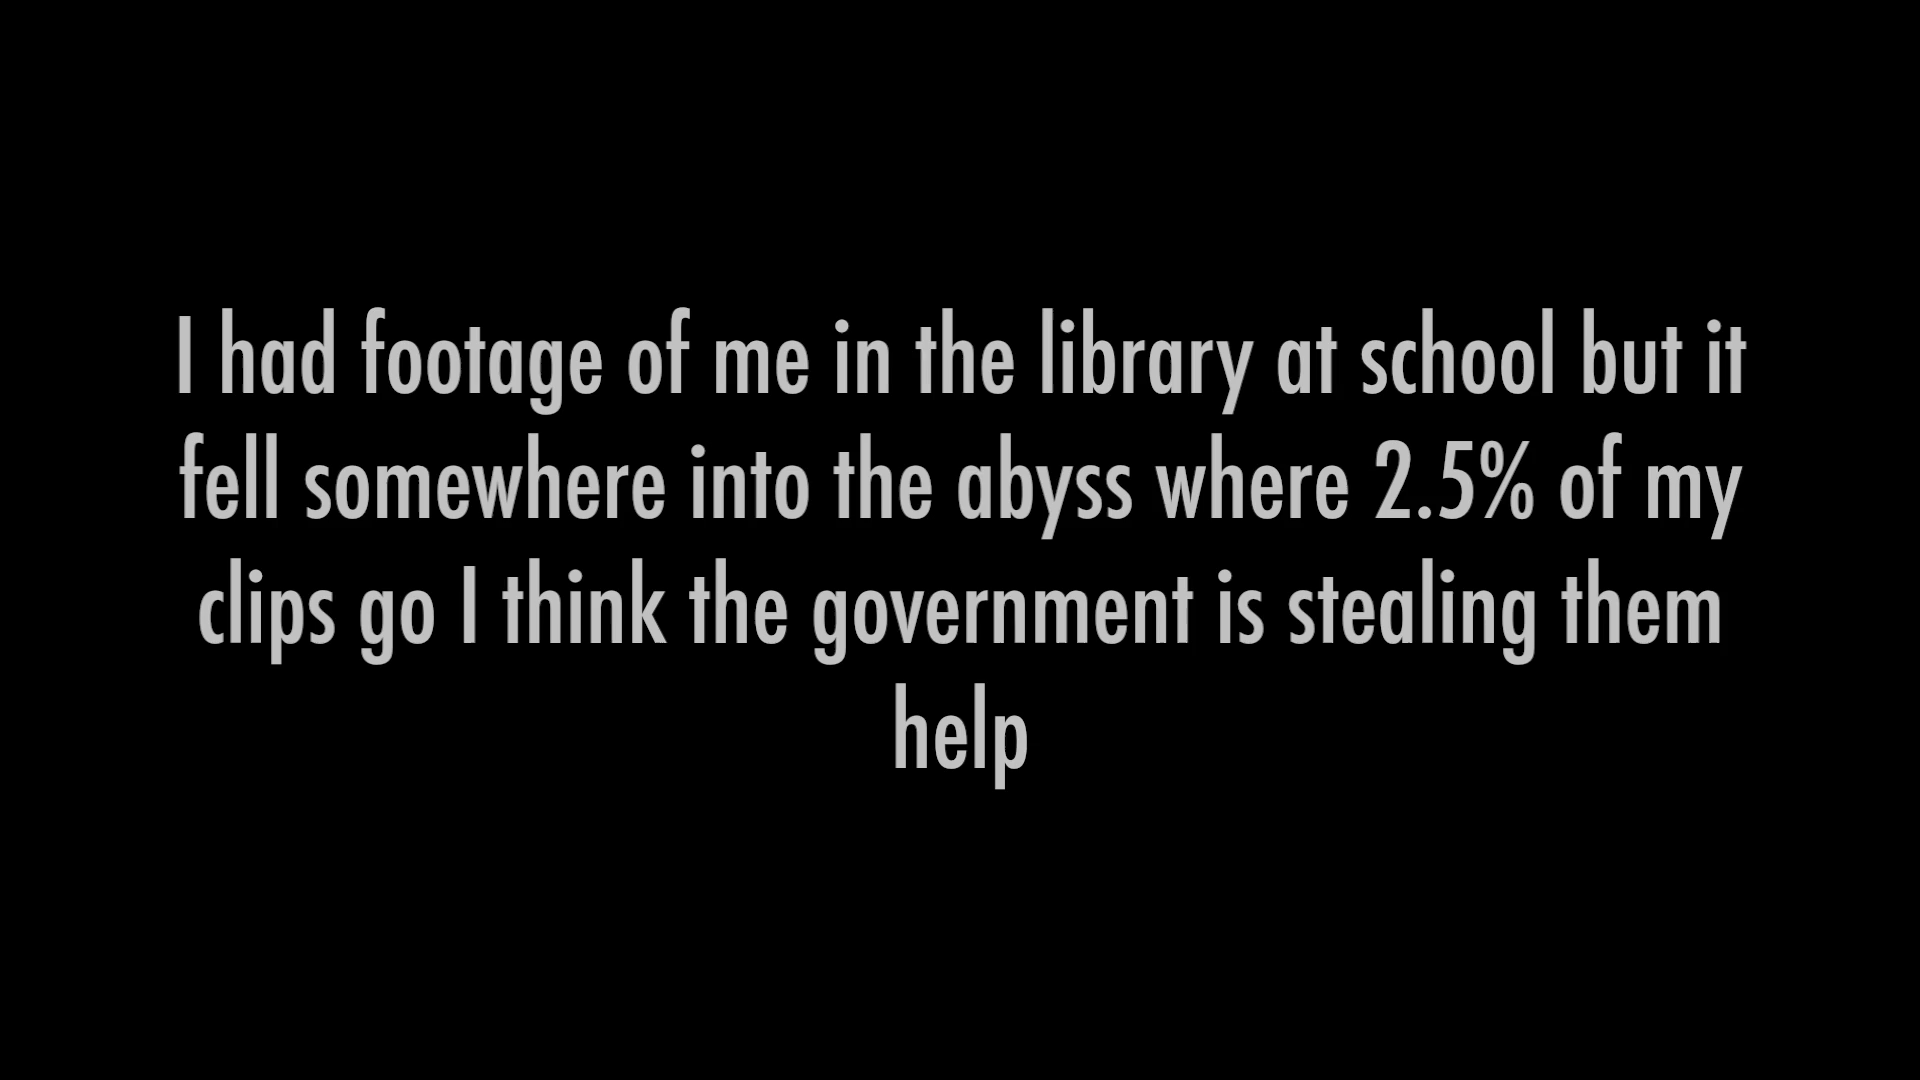 I had footage of me in the library at school but it
fell somewhere into the abyss where 2.5% of my
clips go I think the government is stealing them
help